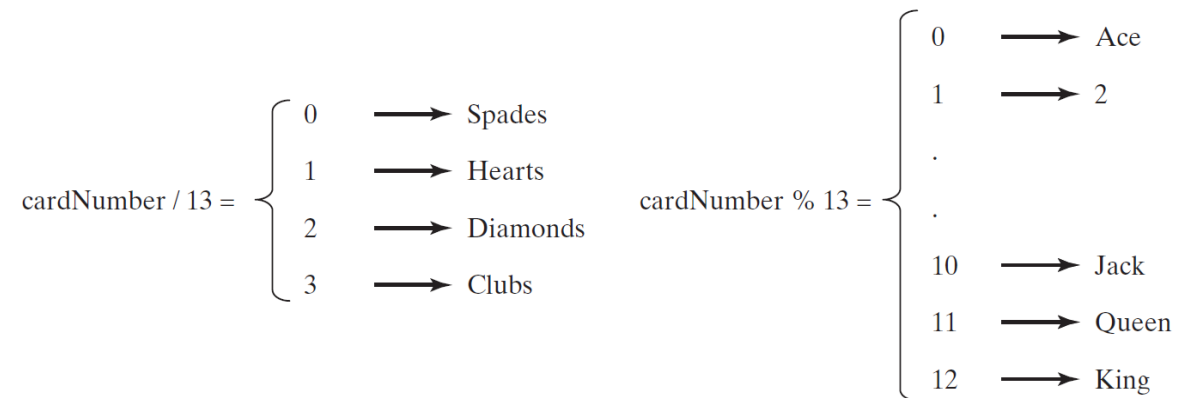 cardNumber / 13 =
0 Spades
1 Hearts
2 Diamonds
3 Clubs
cardNumber % 13 =
0 Ace
1 2
.
.
10 Jack
11 Queen
12 King